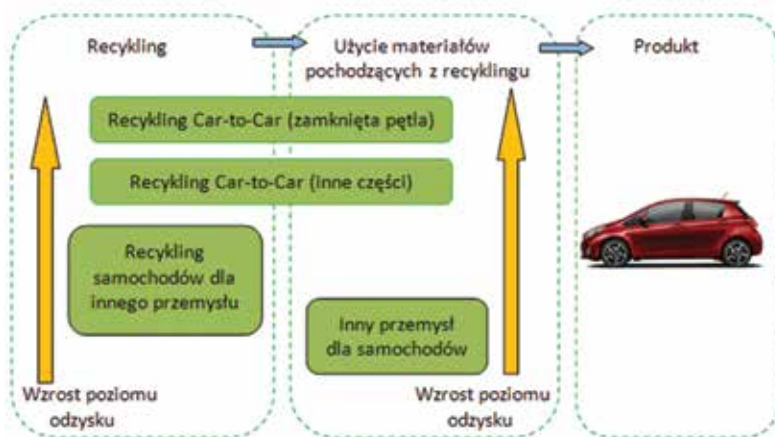 Recykling
Użycie materiałów
pochodzących z recyklingu
Produkt
Recykling Car-to-Car (zamknięta pętla)
Recykling Car-to-Car (inne części)
Recykling
samochodów dla
innego przemysłu
Inny przemysł
dla samochodów
Wzrost poziomu
odzysku
Wzrost poziomu
odzysku